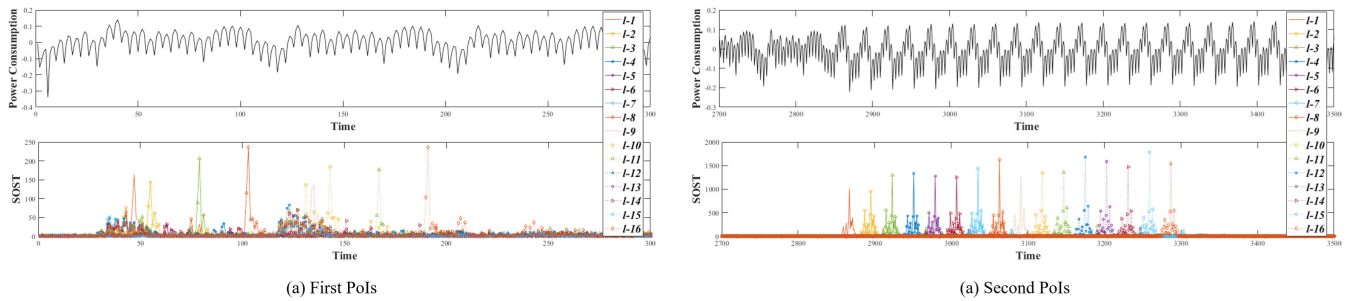 0.2
0.1
0
-0.1
-0.2
-0.3
-0.4
Power Consumption
0 50 100 150 200 250 300
Time
250
200
150
100
50
0
SOST
0 50 100 150 200 250 300
Time
l-1
l-2
l-3
l-4
l-5
l-6
l-7
l-8
l-9
l-10
l-11
l-12
l-13
l-14
l-15
l-16
(a) First PoIs
0.2
0.1
0
-0.1
-0.2
-0.3
Power Consumption
2700 2800 2900 3000 3100 3200 3300 3400 3500
Time
2000
1500
1000
500
0
SOST
2700 2800 2900 3000 3100 3200 3300 3400 3500
Time
l-1
l-2
l-3
l-4
l-5
l-6
l-7
l-8
l-9
l-10
l-11
l-12
l-13
l-14
l-15
l-16
(a) Second PoIs